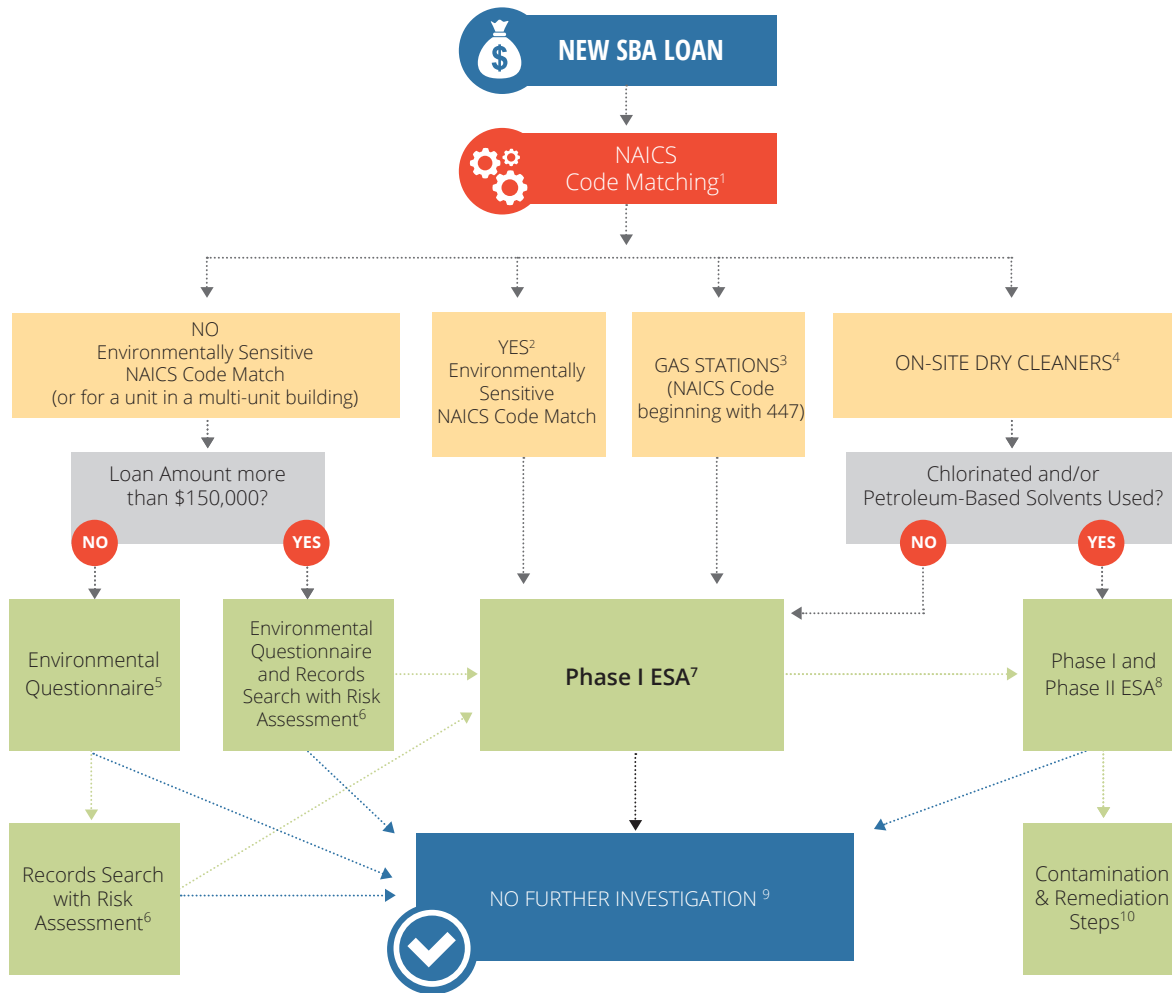 NEW SBA LOAN
NAICS
Code Matching¹
NO
Environmentally Sensitive
NAICS Code Match
(or for a unit in a multi-unit building)
YES²
Environmentally
Sensitive
NAICS Code Match
GAS STATIONS³
(NAICS Code
beginning with 447)
ON-SITE DRY CLEANERS⁴
Loan Amount more
than $150,000?
NO
YES
Chlorinated and/or
Petroleum-Based Solvents Used?
NO
YES
Environmental
Questionnaire⁵
Environmental
Questionnaire
and Records
Search with Risk
Assessment⁶
Phase I ESA⁷
Phase I and
Phase II ESA⁸
Records Search
with Risk
Assessment⁶
NO FURTHER INVESTIGATION ⁹
Contamination
& Remediation
Steps¹⁰